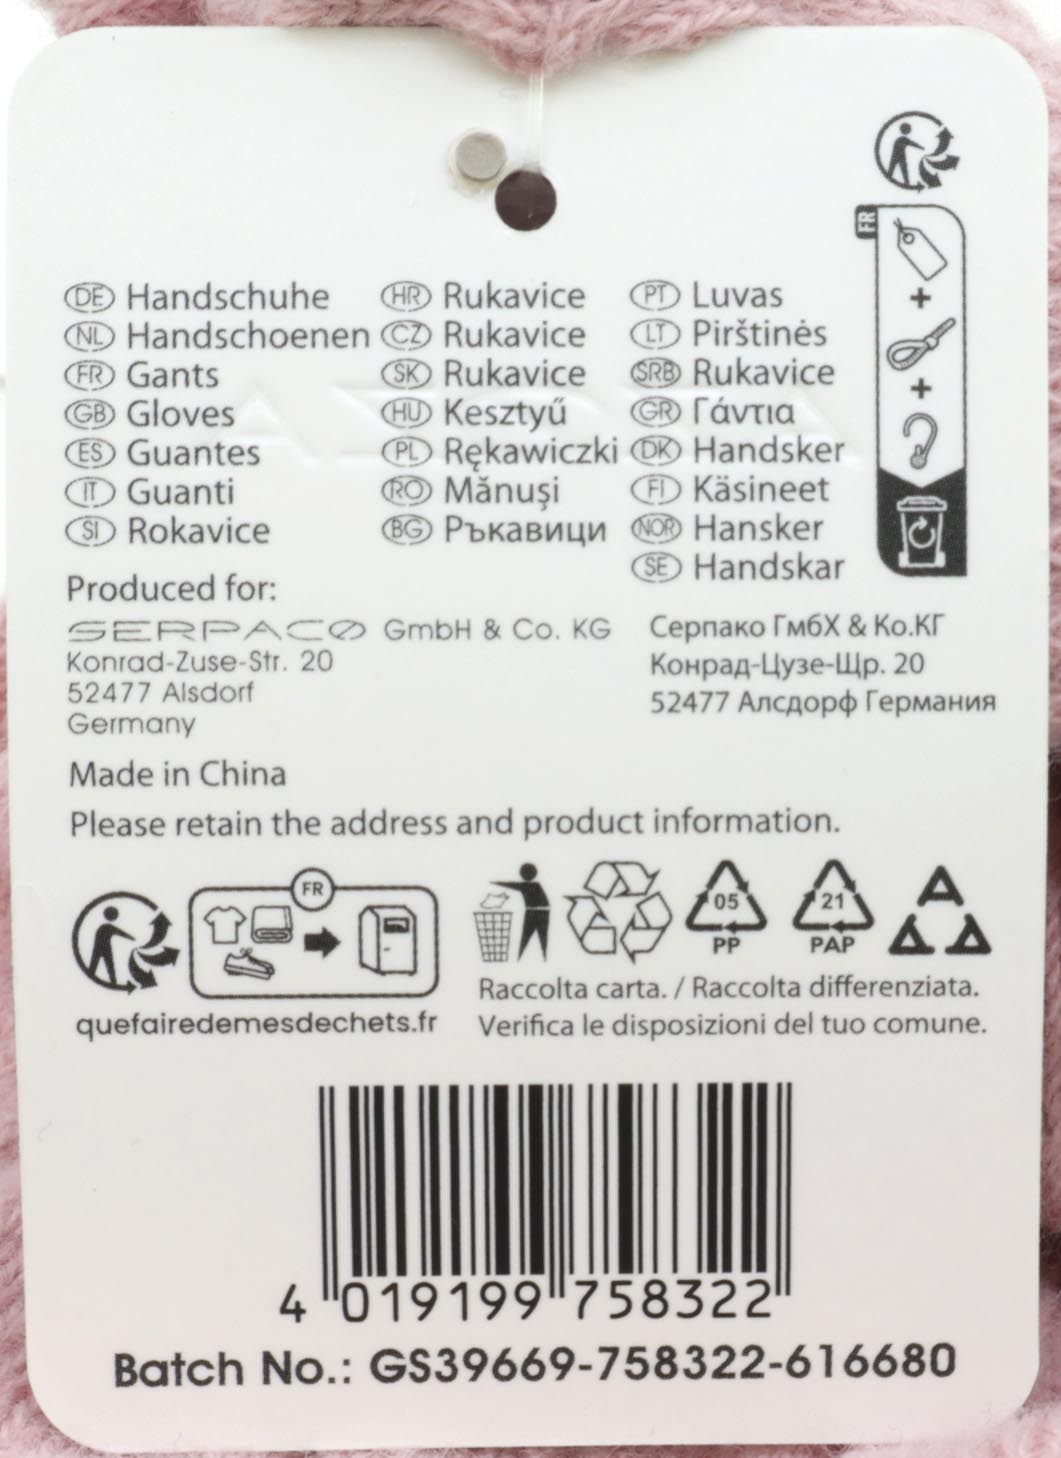 FR
DE Handschuhe
NL Handschoenen
FR Gants
GB Gloves
ES Guantes
IT Guanti
SI Rokavice
HR Rukavice
CZ Rukavice
SK Rukavice
HU Kesztyű
PL Rękawiczki
RO Mănuşi
BG Ръкавици
PT Luvas
LT Pirštinės
SRB Rukavice
GR Γάντια
DK Handsker
FI Käsineet
NOR Hansker
SE Handskar
Produced for:
SERPACO GmbH & Co. KG
Konrad-Zuse-Str. 20
52477 Alsdorf
Germany
Серпако ГмбХ & Ко.КГ
Конрад-Цузе-Щр. 20
52477 Алсдорф Германия
Made in China
Please retain the address and product information.
FR
quefairedemesdechets.fr
05
PP
21
PAP
Raccolta carta. / Raccolta differenziata.
Verifica le disposizioni del tuo comune.
4 019199 758322
Batch No.: GS39669-758322-616680